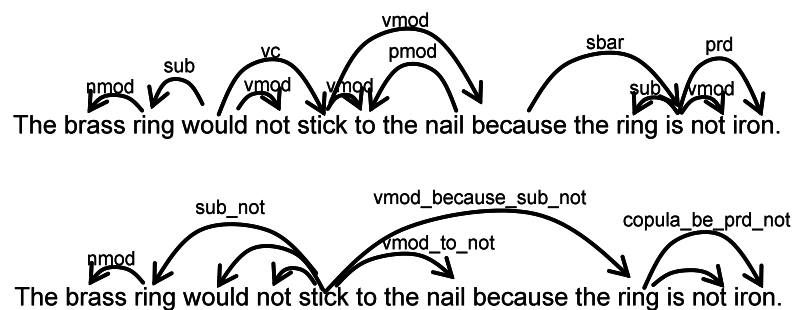 vmod
sub vc pmod sbar prd
nmod vmod vmod sub vmod
The brass ring would not stick to the nail because the ring is not iron.
sub_not vmod_because_sub_not
copula_be_prd_not
nmod vmod_to_not
The brass ring would not stick to the nail because the ring is not iron.